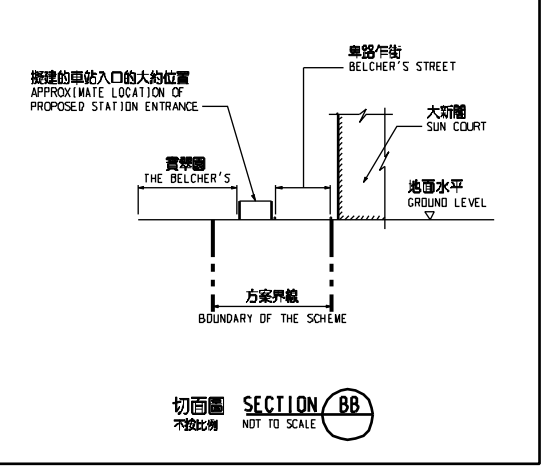 卑路乍街
BELCHER'S STREET
擬建的車站入口的大約位置
APPROXIMATE LOCATION OF
PROPOSED STATION ENTRANCE
大新閣
SUN COURT
寶翠園
THE BELCHER'S
地面水平
GROUND LEVEL
方案界線
BOUNDARY OF THE SCHEME
切面圖 SECTION BB
不按比例 NOT TO SCALE